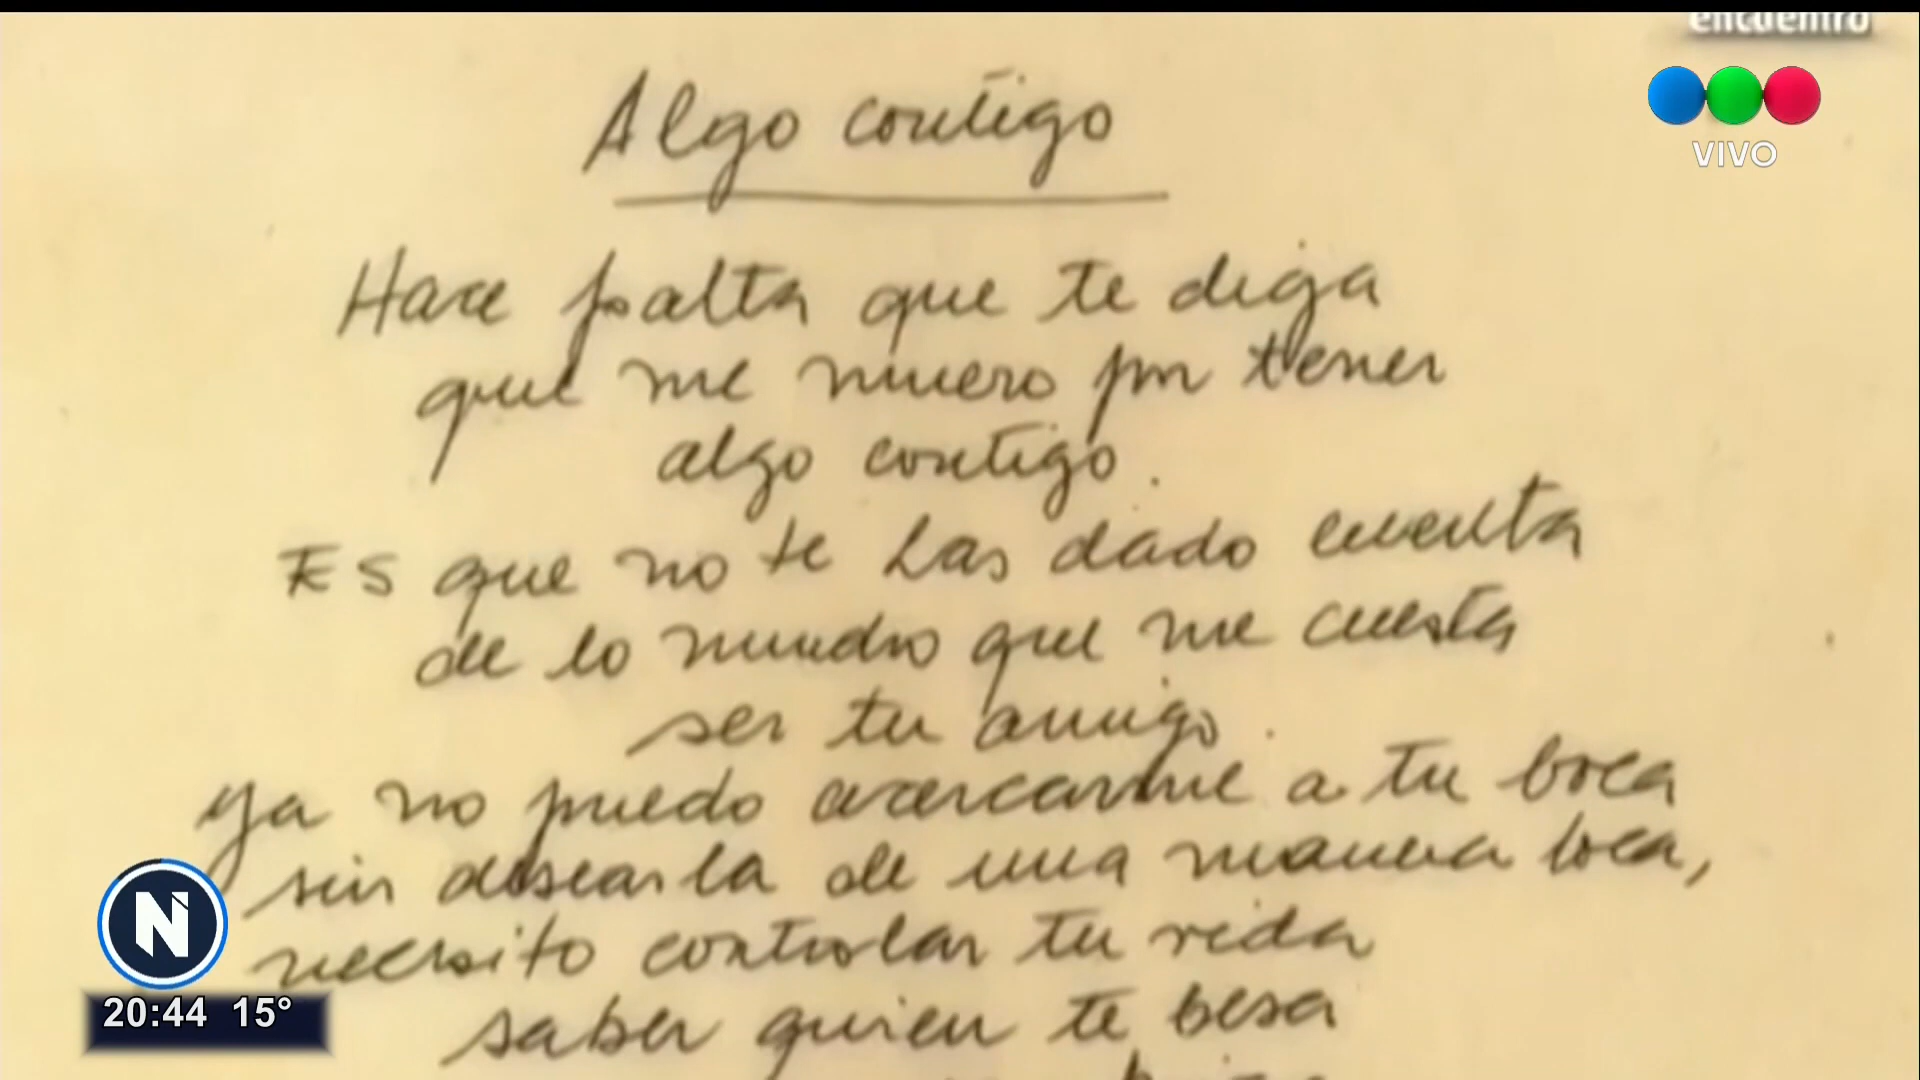 encuentro
VIVO
Algo contigo
Hace falta que te diga
que me muero por tener
algo contigo.
Es que no te has dado cuenta
de lo mucho que me cuesta
ser tu amigo.
Ya no puedo acercarme a tu boca
sin desearla de una manera loca,
necesito controlar tu vida
saber quien te besa
N
20:44 15°